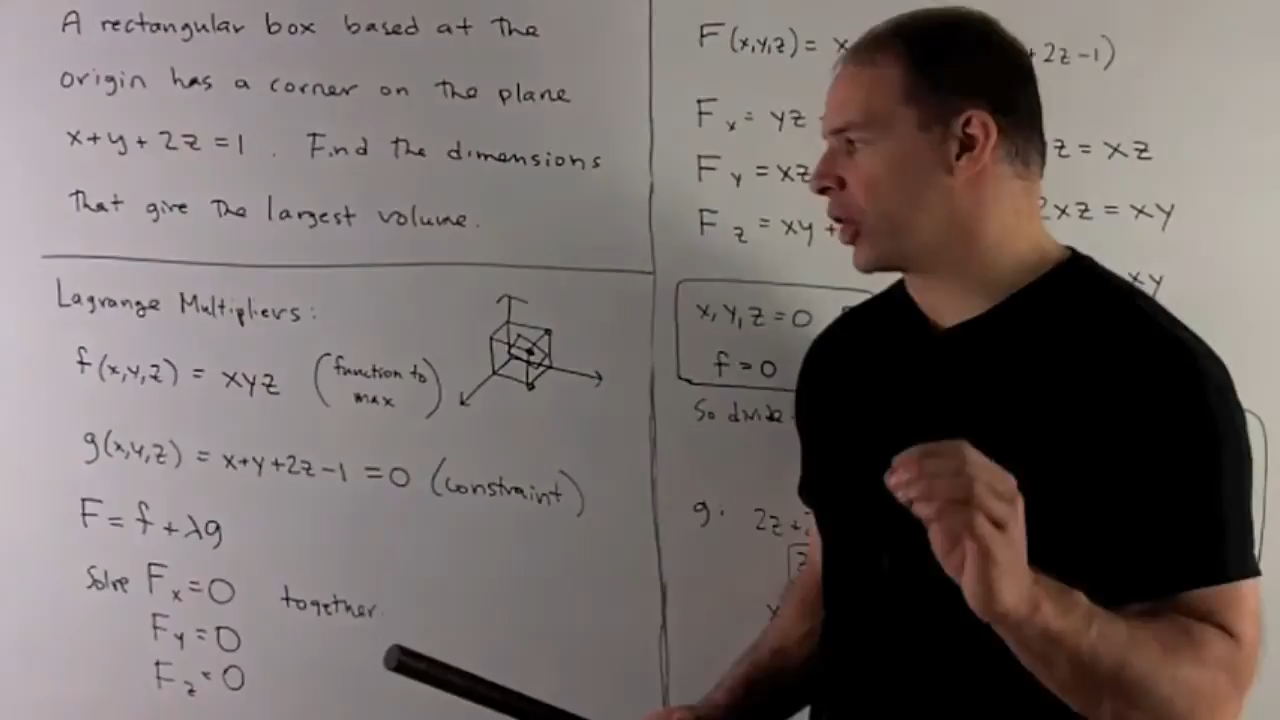 A rectangular box based at the
origin has a corner on the plane
x+y+2z=1. Find the dimensions
that give the largest volume.
Lagrange Multipliers:
f(x,y,z) = xyz (function to
max)
g(x,y,z) = x+y+2z-1 = 0 (constraint)
F = f + λg
Solve Fx=0 together.
Fy=0
Fz=0
F(x,y,z) = x 2z-1)
Fx = yz z = xz
Fy = xz 2xz = xy
Fz = xy + xy
x, y, z = 0
f = 0
So divide
g. 2z+
z
x